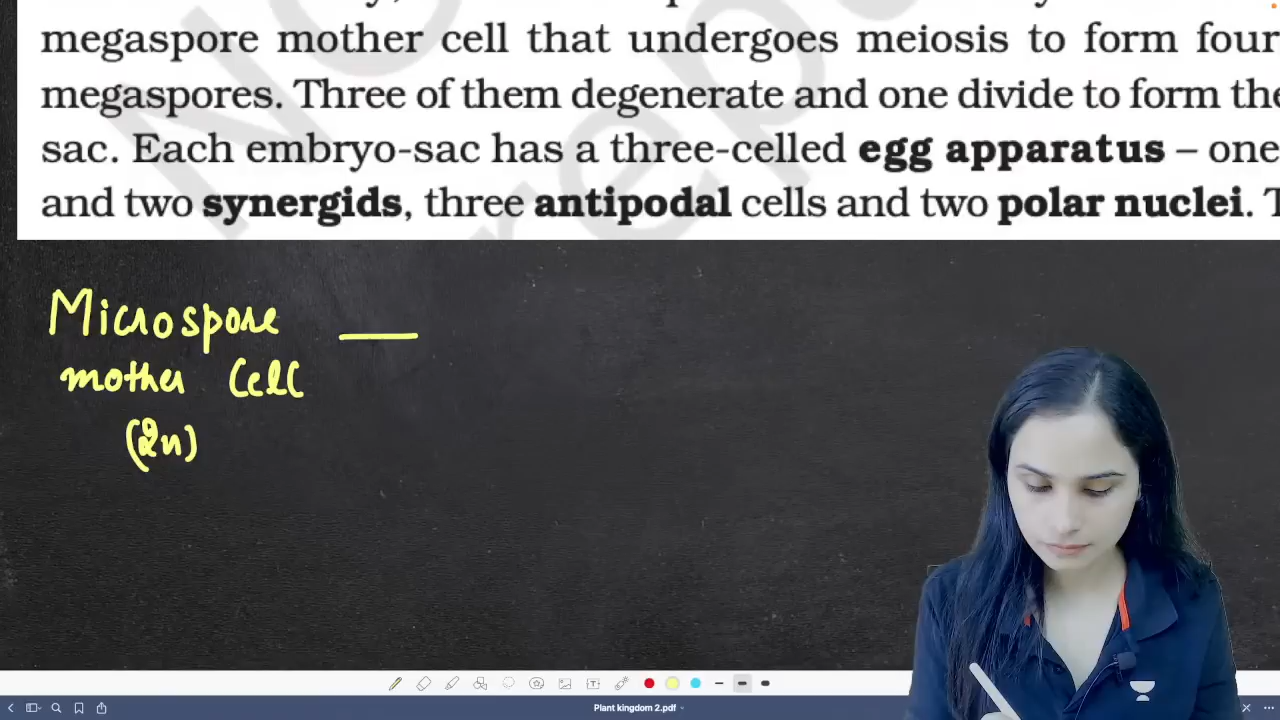 megaspore mother cell that undergoes meiosis to form four
megaspores. Three of them degenerate and one divide to form the
sac. Each embryo-sac has a three-celled egg apparatus – one
and two synergids, three antipodal cells and two polar nuclei. T
Microspore
mother Cell
(2n)
Plant kingdom 2.pdf